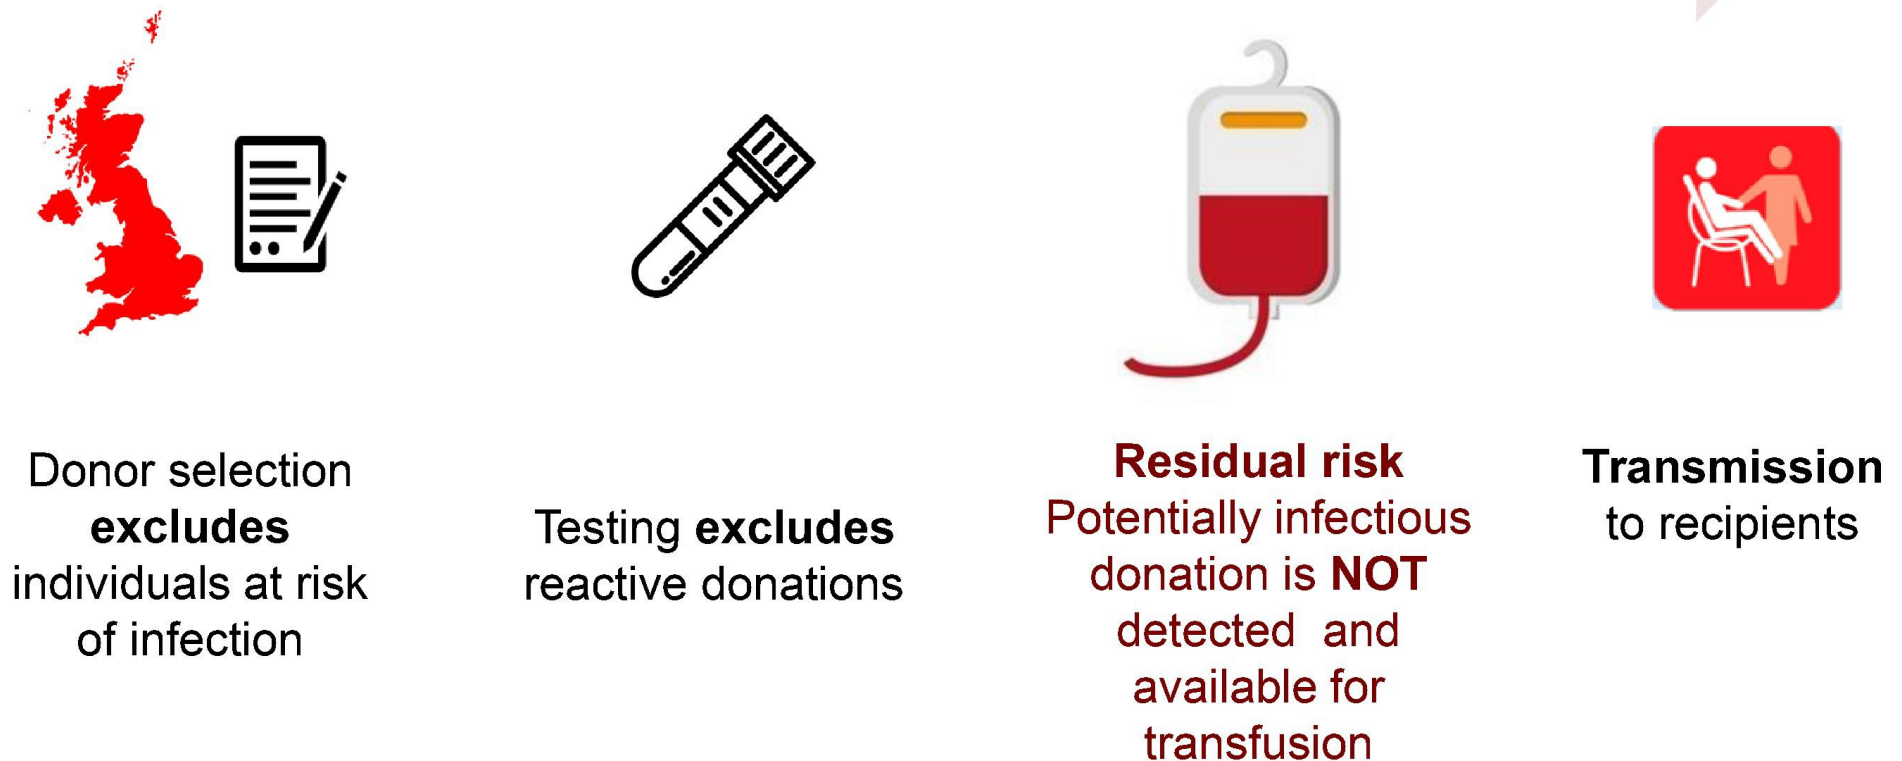 Donor selection
excludes
individuals at risk
of infection
Testing excludes
reactive donations
Residual risk
Potentially infectious
donation is NOT
detected and
available for
transfusion
Transmission
to recipients